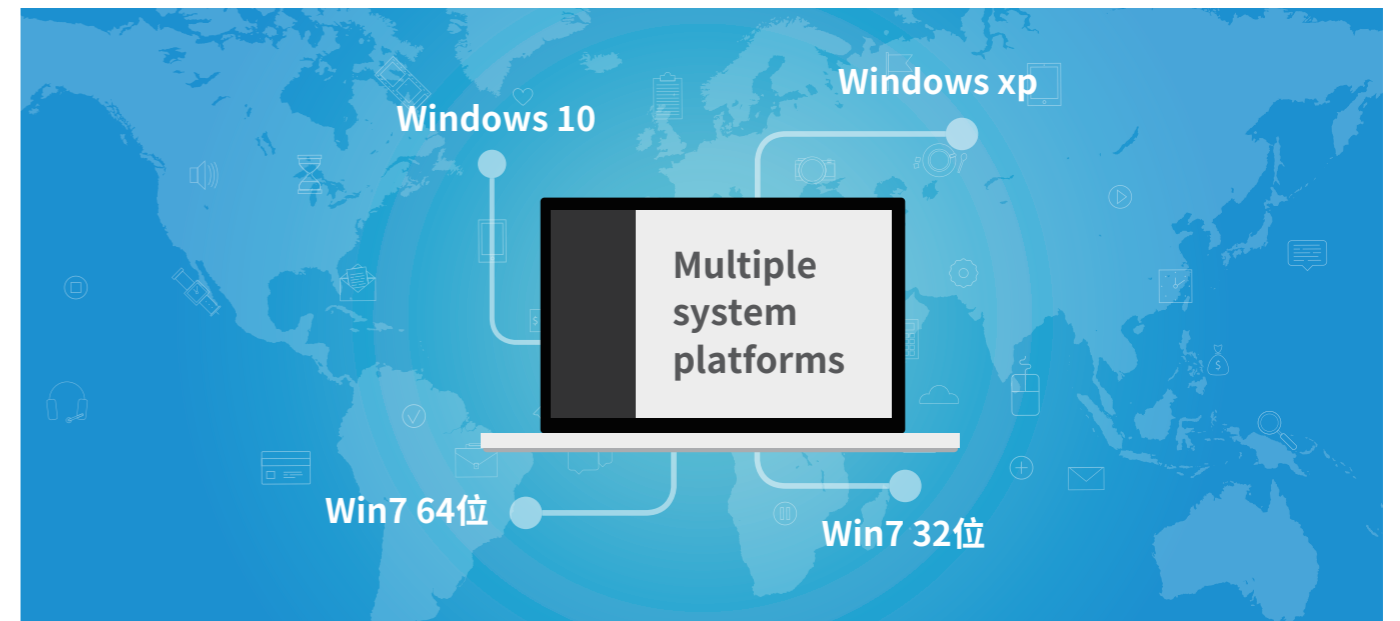 Windows xp
Windows 10
Multiple
system
platforms
Win7 64位
Win7 32位